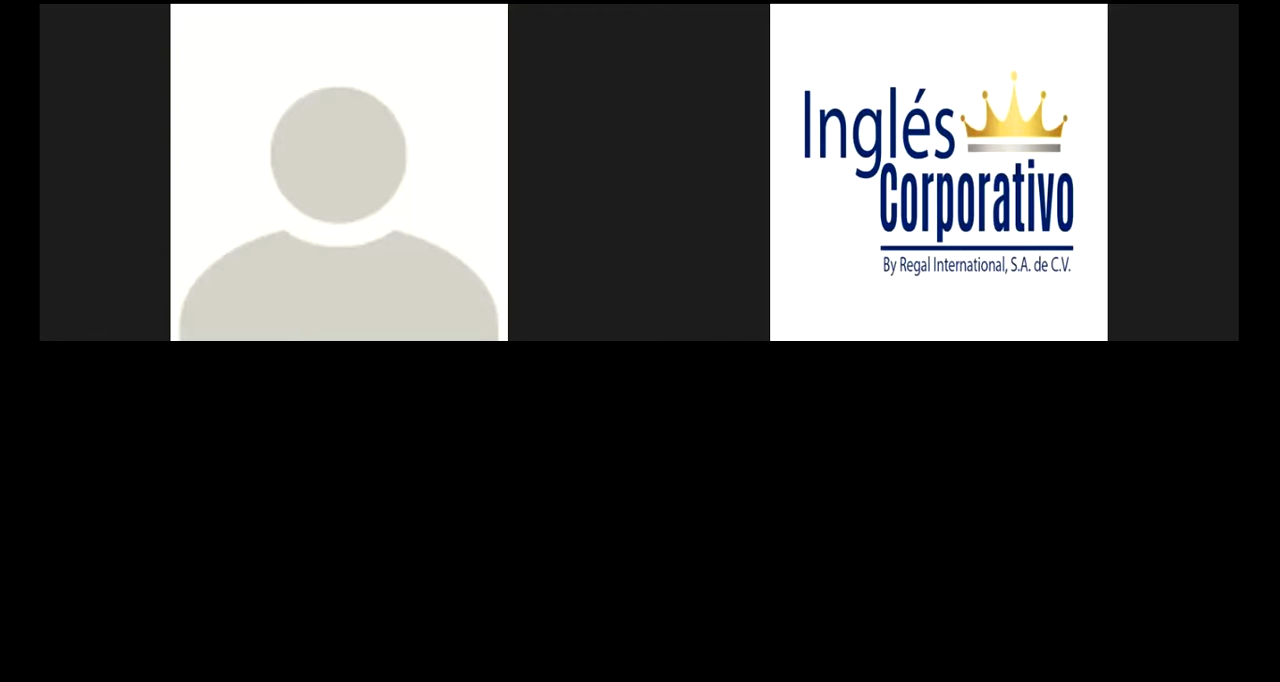 Inglés
Corporativo
By Regal International, S.A. de C.V.